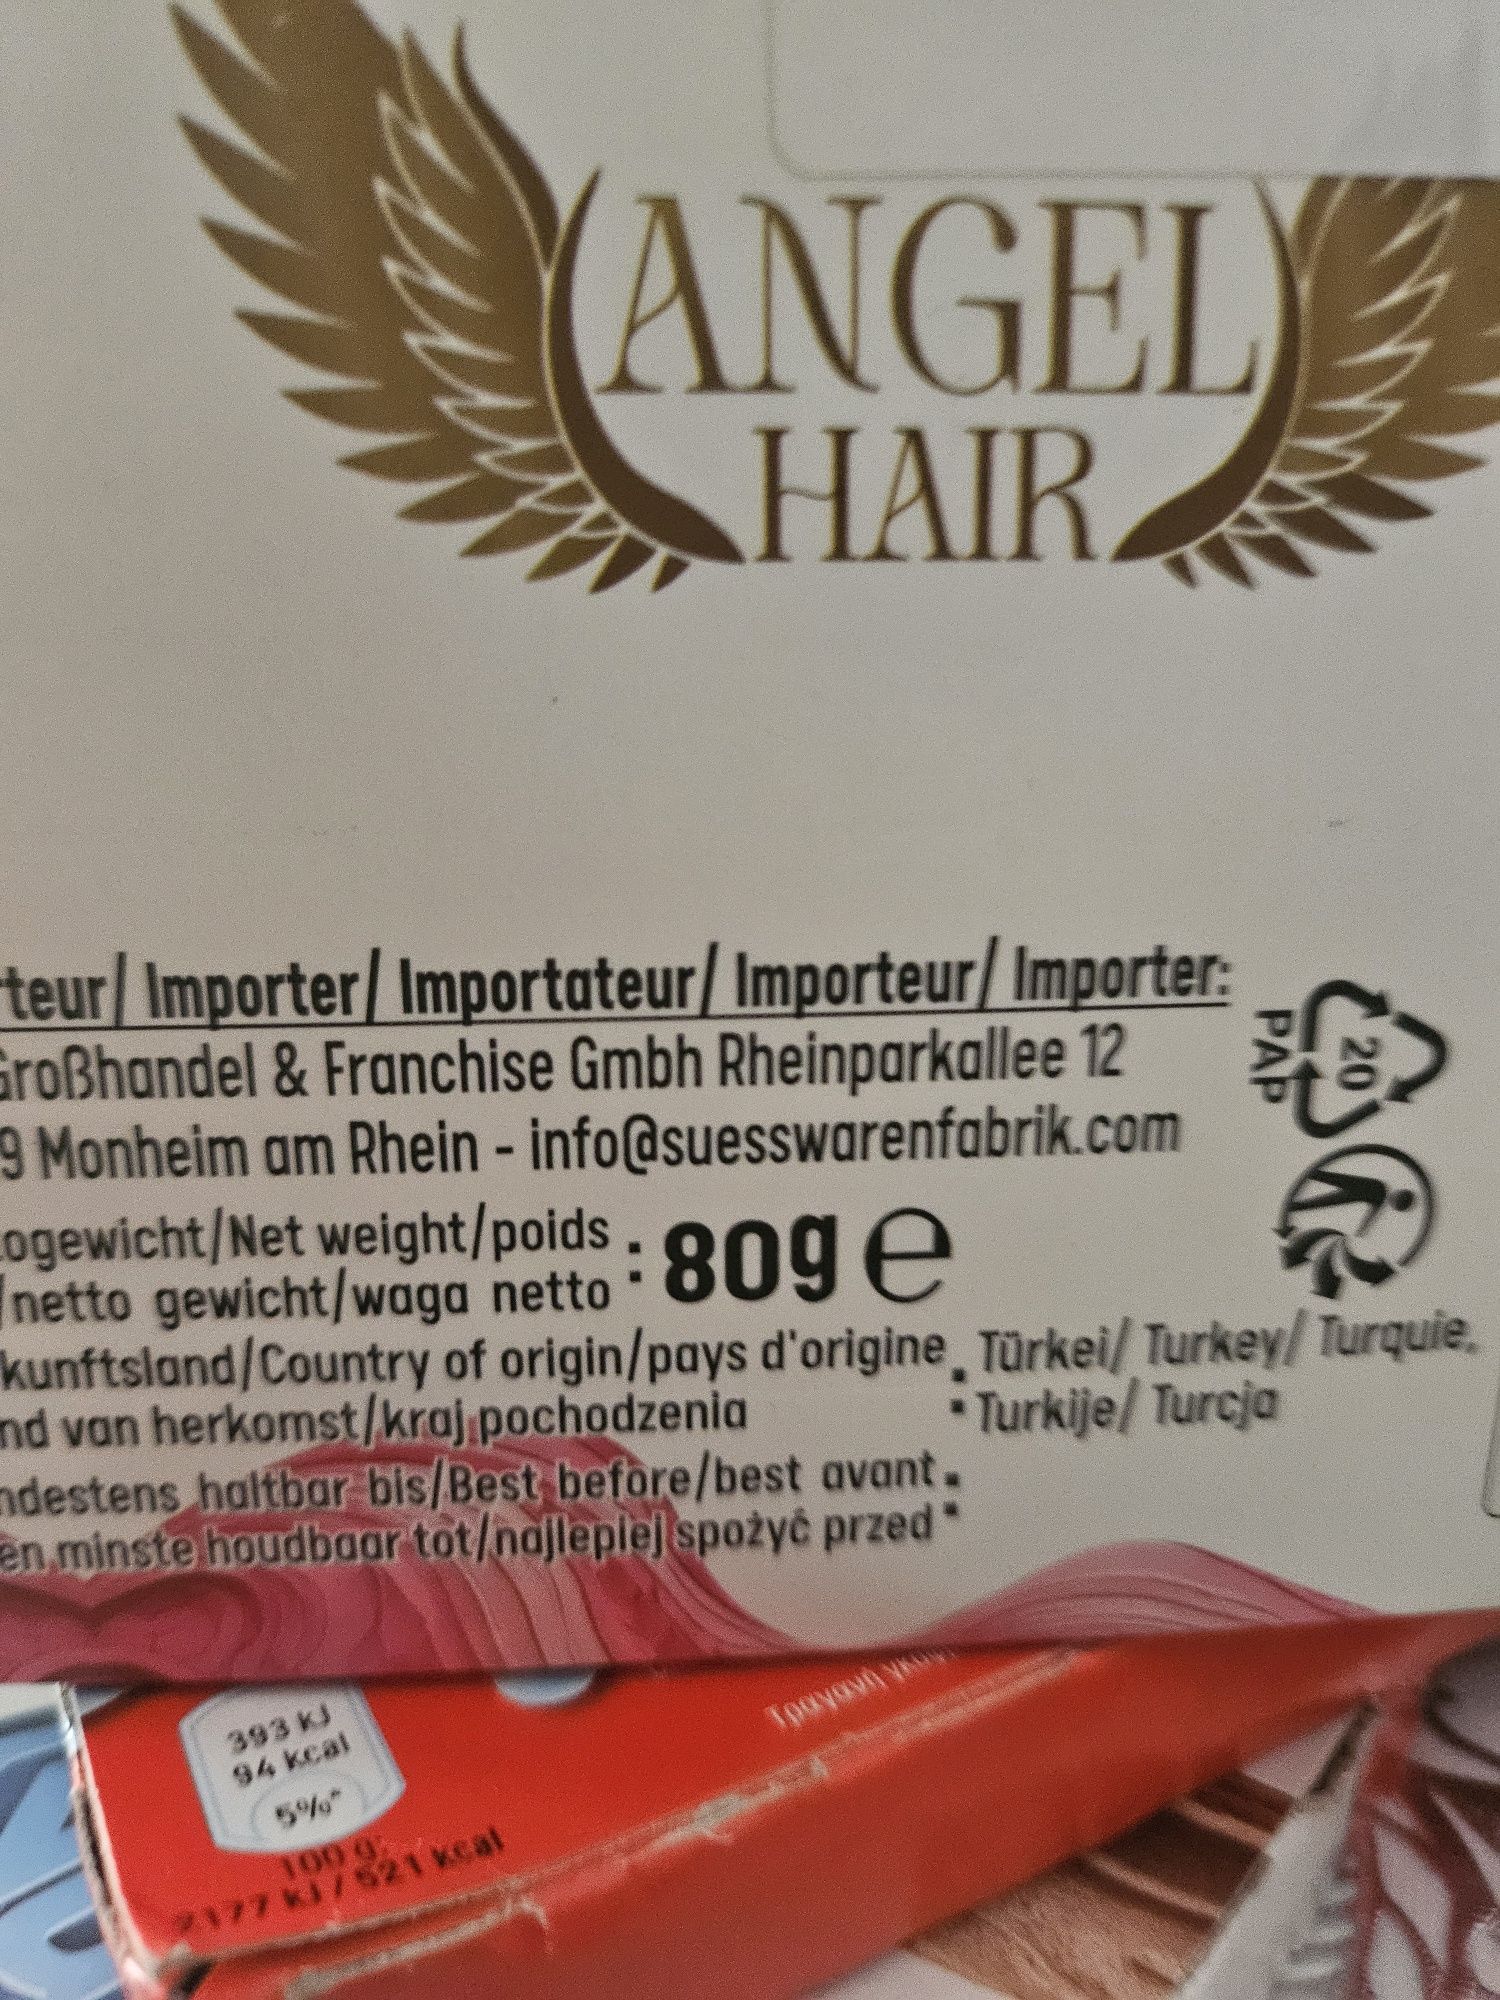 ANGEL
HAIR
teur/ Importer/ Importateur/ Importeur/ Importer:
Großhandel & Franchise Gmbh Rheinparkallee 12
9 Monheim am Rhein - info@suesswarenfabrik.com
ogewicht/Net weight/poids : 80g e
/netto gewicht/waga netto
kunftsland/Country of origin/pays d'origine : Türkei/ Turkey/ Turquie,
nd van herkomst/kraj pochodzenia Turkije/ Turcja
ndestens haltbar bis/Best before/best avant :
en minste houdbaar tot/najlepiej spożyć przed
20
PAP
Τραγανή
393 kJ
94 kcal
5%*
100 g:
2177 kJ / 521 kcal